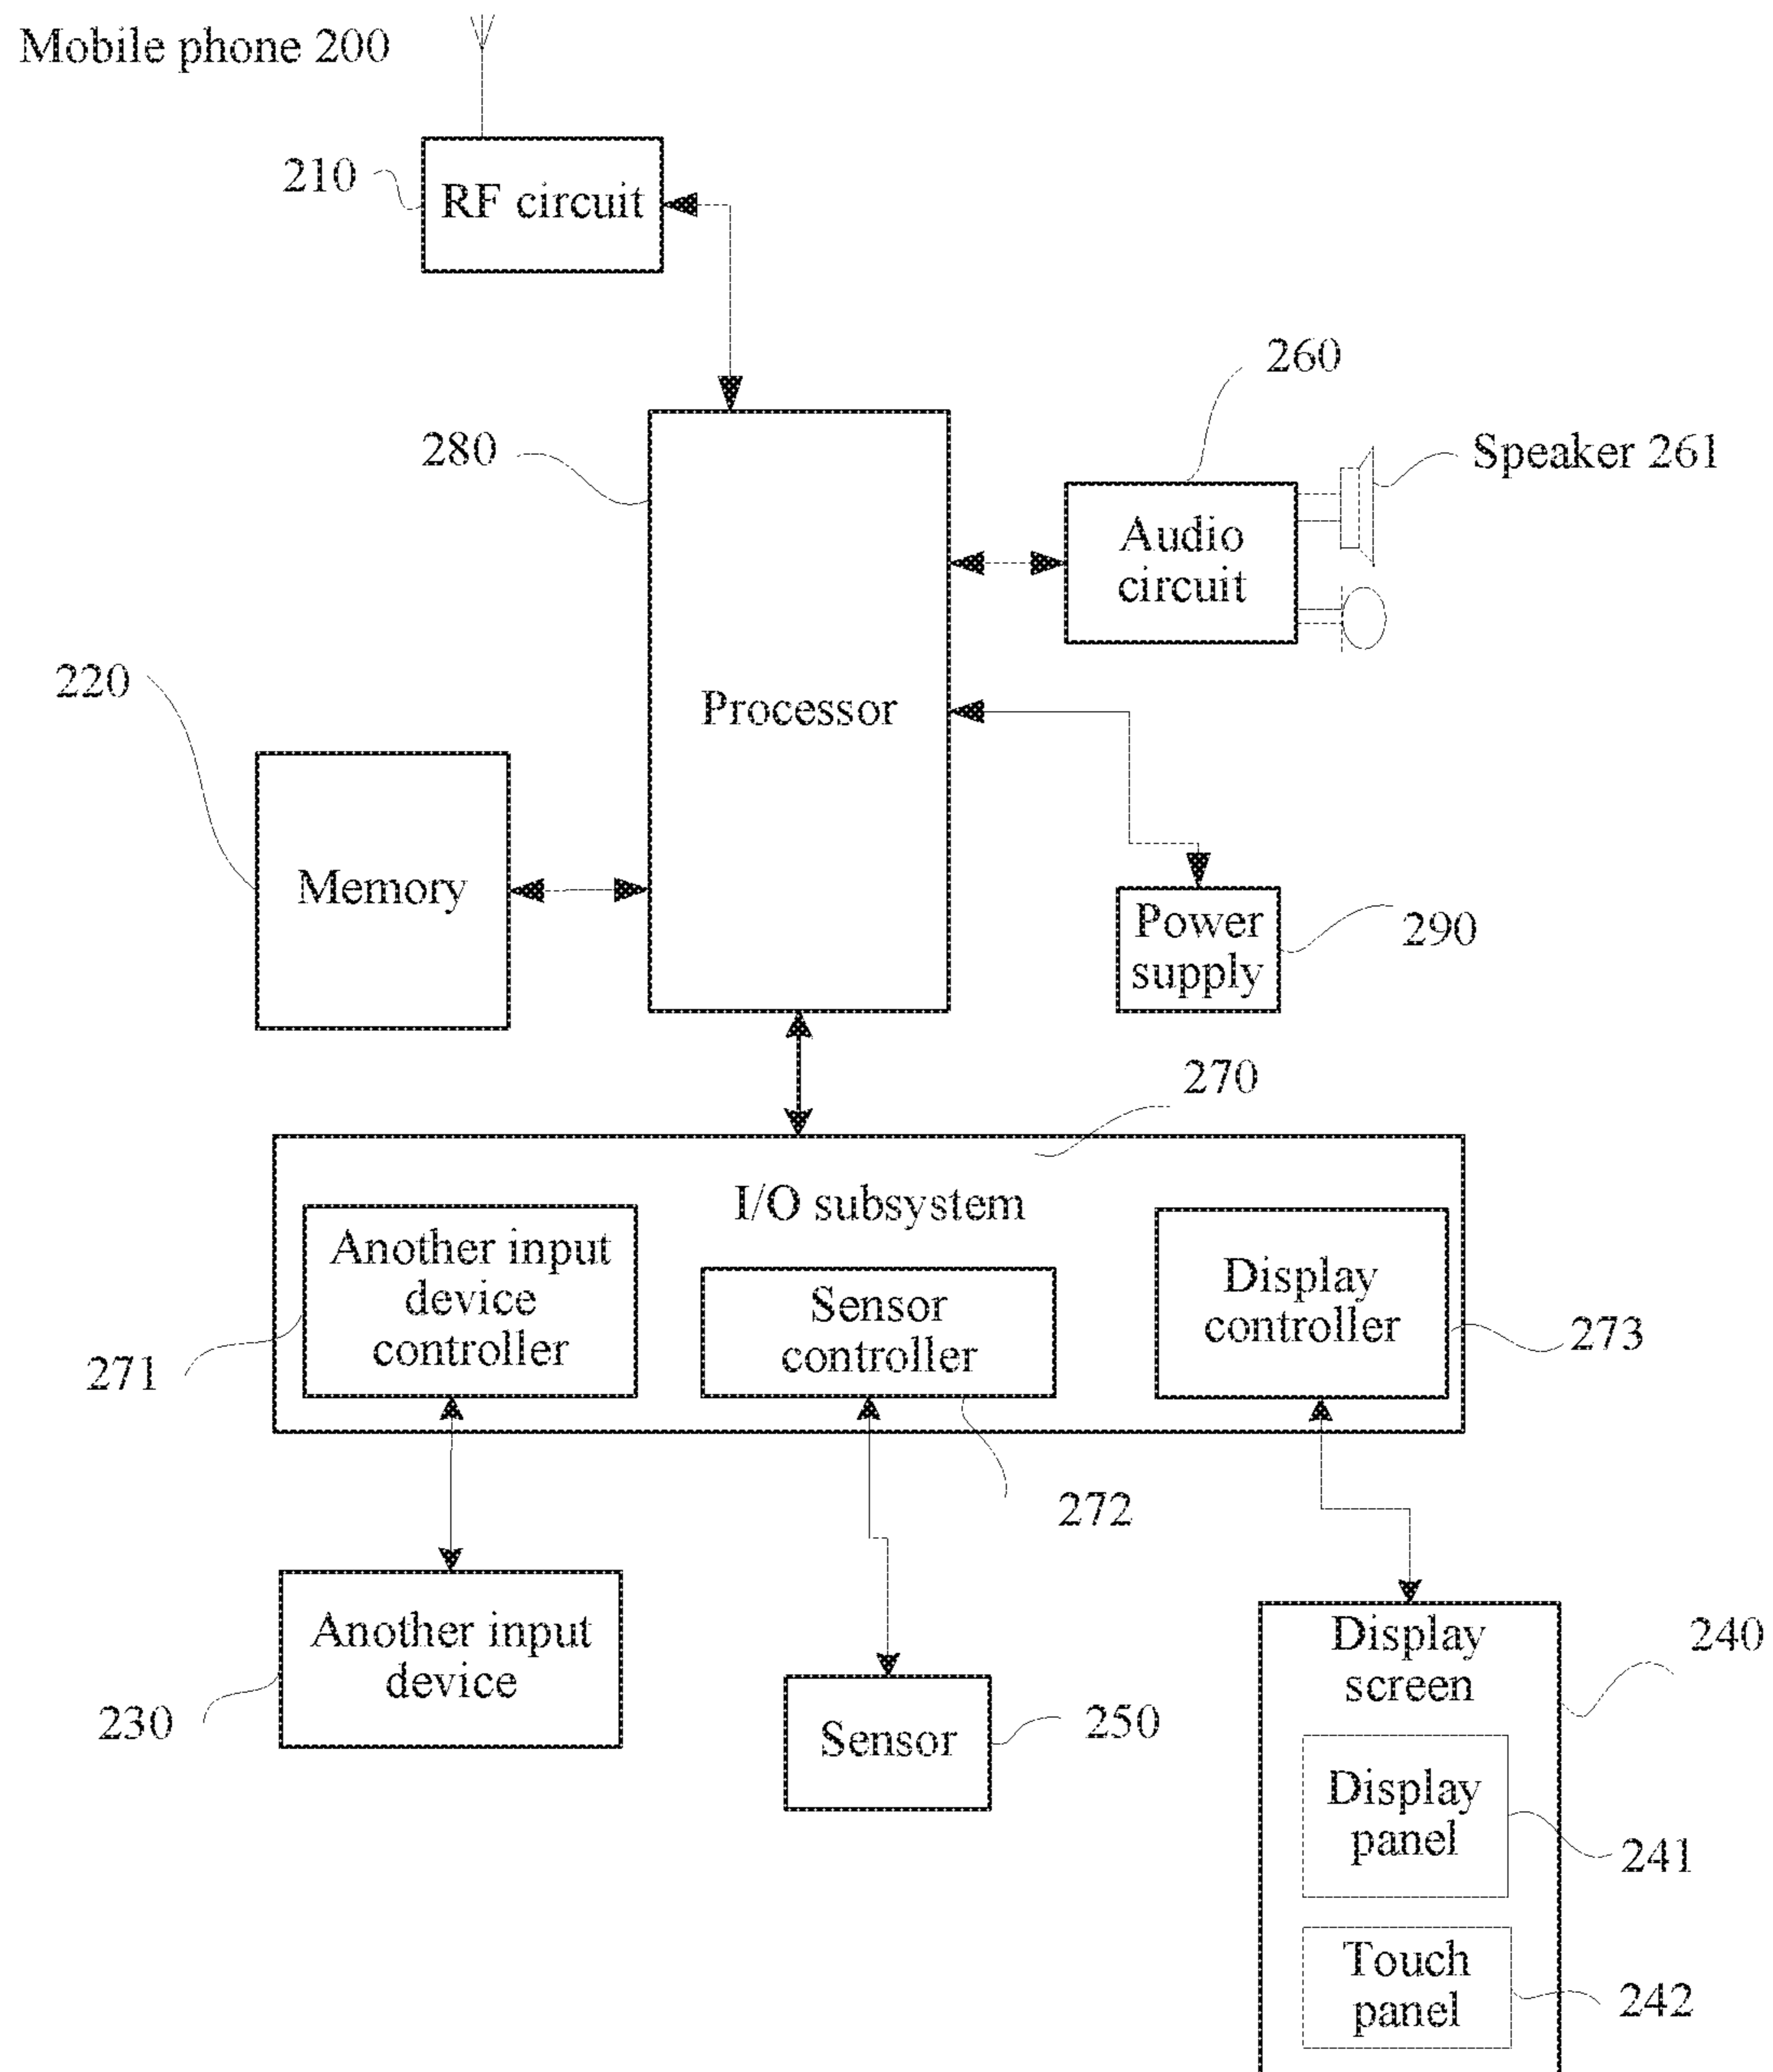 Mobile phone 200
210
RF circuit
260
280
Speaker 261
Audio
circuit
220
Processor
Memory
Power
supply
290
270
I/O subsystem
Another input
device
controller
Sensor
controller
Display
controller
271
273
272
Another input
device
230
Sensor
250
Display
screen
240
Display
panel
241
Touch
panel
242